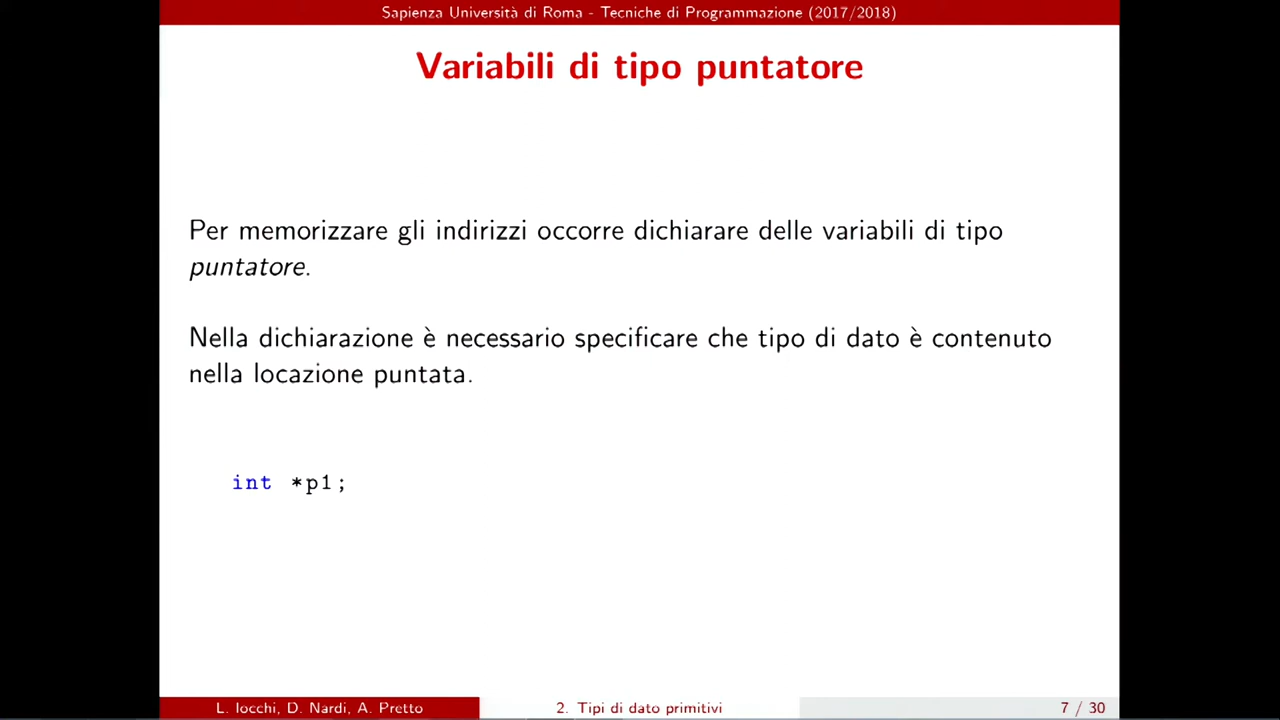 Sapienza Università di Roma - Tecniche di Programmazione (2017/2018)
Variabili di tipo puntatore
Per memorizzare gli indirizzi occorre dichiarare delle variabili di tipo
puntatore.
Nella dichiarazione è necessario specificare che tipo di dato è contenuto
nella locazione puntata.
int *p1;
L. Iocchi, D. Nardi, A. Pretto
2. Tipi di dato primitivi
7 / 30